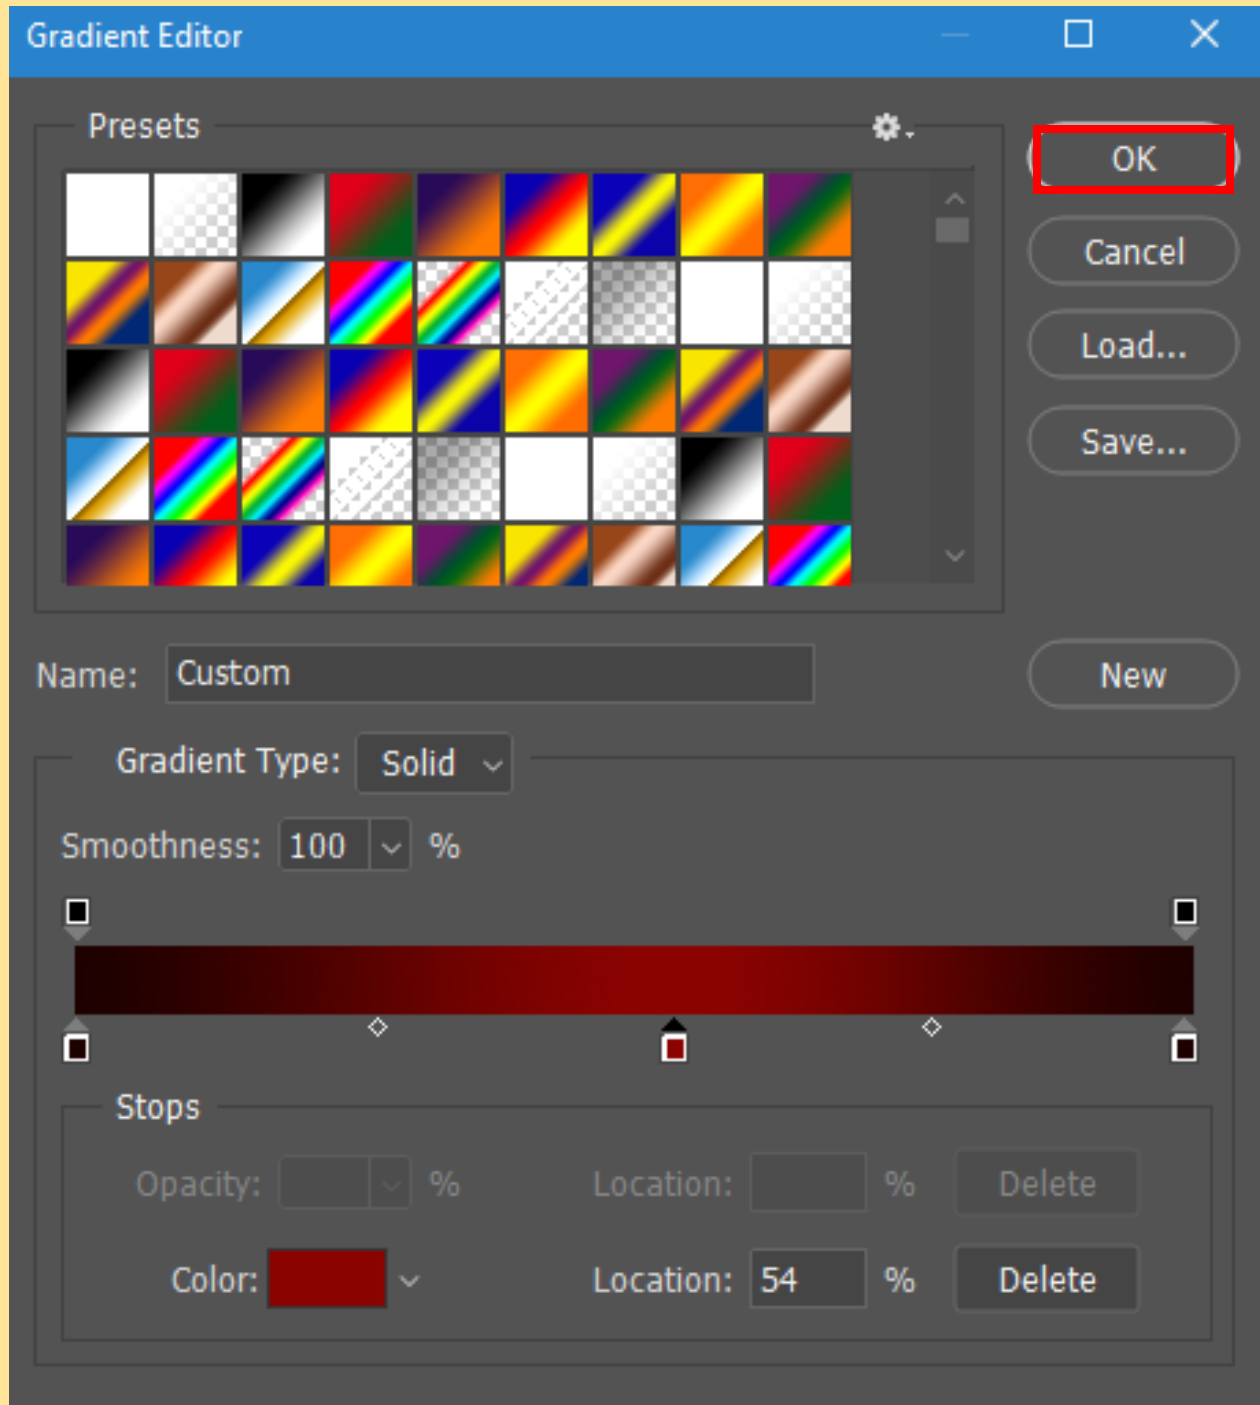 Gradient Editor
Presets
OK
Cancel
Load...
Save...
Name: Custom
New
Gradient Type: Solid
Smoothness: 100 %
Stops
Opacity: % Location: % Delete
Color: Location: 54 % Delete